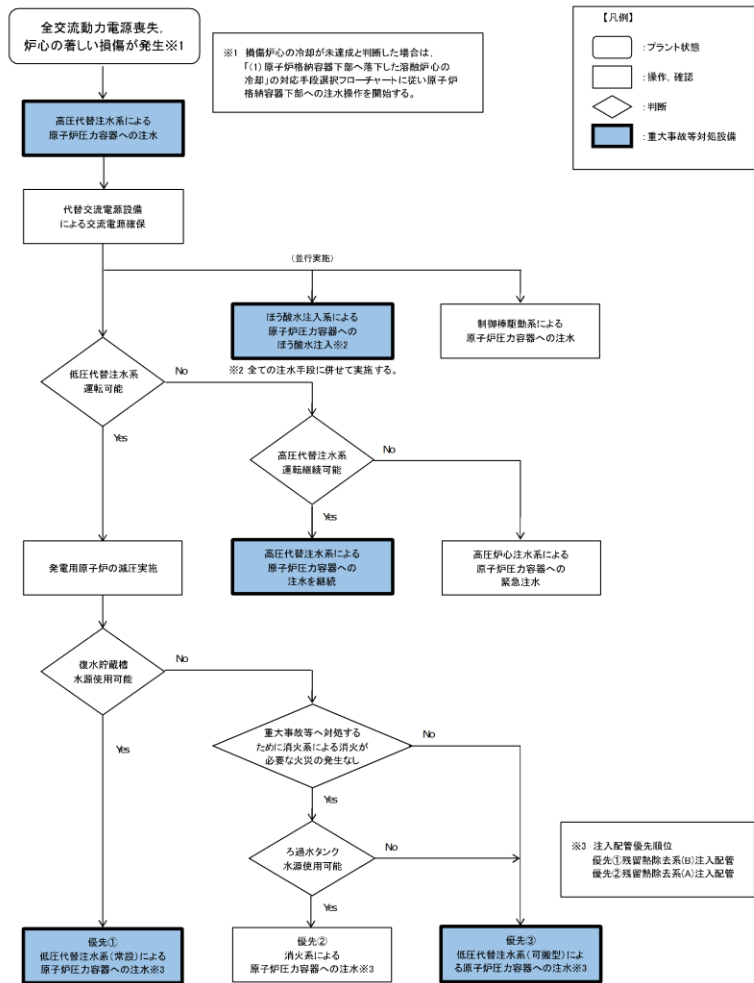 全交流動力電源喪失,
炉心の著しい損傷が発生※1
※1 損傷炉心の冷却が未達成と判断した場合は,
「(1) 原子炉格納容器下部へ落下した溶融炉心の
冷却」の対応手段選択フローチャートに従い原子炉
格納容器下部への注水操作を開始する。
【凡例】
:プラント状態
:操作, 確認
:判断
:重大事故等対処設備
高圧代替注水系による
原子炉圧力容器への注水
代替交流電源設備
による交流電源確保
(並行実施)
ほう酸水注入系による
原子炉圧力容器への
ほう酸水注入※2
制御棒駆動系による
原子炉圧力容器への注水
※2 全ての注水手段に併せて実施する。
低圧代替注水系
運転可能
No
Yes
高圧代替注水系
運転継続可能
No
Yes
発電用原子炉の減圧実施
高圧代替注水系による
原子炉圧力容器への
注水を継続
高圧炉心注水系による
原子炉圧力容器への
緊急注水
復水貯蔵槽
水源使用可能
No
Yes
重大事故等へ対処する
ために消火系による消火が
必要な火災の発生なし
No
Yes
ろ過水タンク
水源使用可能
No
Yes
※3 注入配管優先順位
優先①残留熱除去系(B)注入配管
優先②残留熱除去系(A)注入配管
優先①
低圧代替注水系(常設)による
原子炉圧力容器への注水※3
優先②
消火系による
原子炉圧力容器への注水※3
優先③
低圧代替注水系(可搬型)によ
る原子炉圧力容器への注水※3